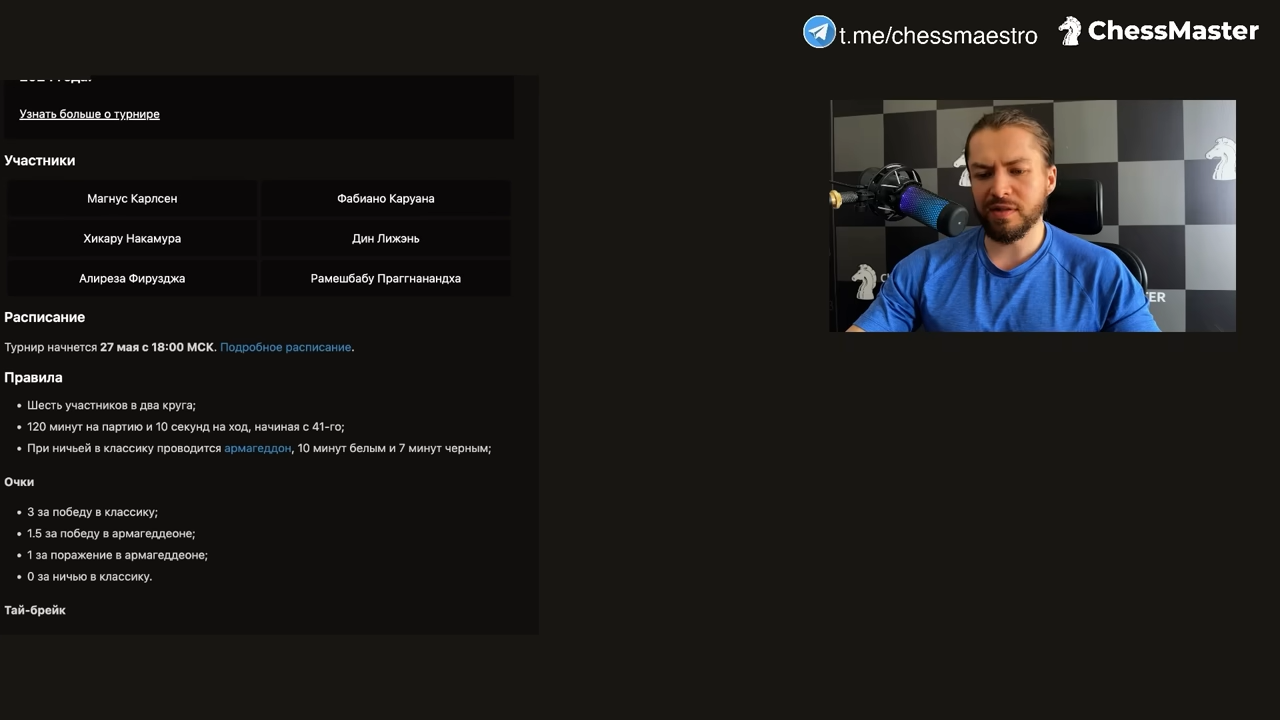 t.me/chessmaestro
ChessMaster
Узнать больше о турнире
Участники
Магнус Карлсен
Фабиано Каруана
Хикару Накамура
Дин Лижэнь
Алиреза Фирузджа
Рамешбабу Праггнанандха
Расписание
Турнир начнется 27 мая с 18:00 МСК. Подробное расписание.
Правила
• Шесть участников в два круга;
• 120 минут на партию и 10 секунд на ход, начиная с 41-го;
• При ничьей в классику проводится армагеддон, 10 минут белым и 7 минут черным;
Очки
• 3 за победу в классику;
• 1.5 за победу в армагеддеоне;
• 1 за поражение в армагеддеоне;
• 0 за ничью в классику.
Тай-брейк